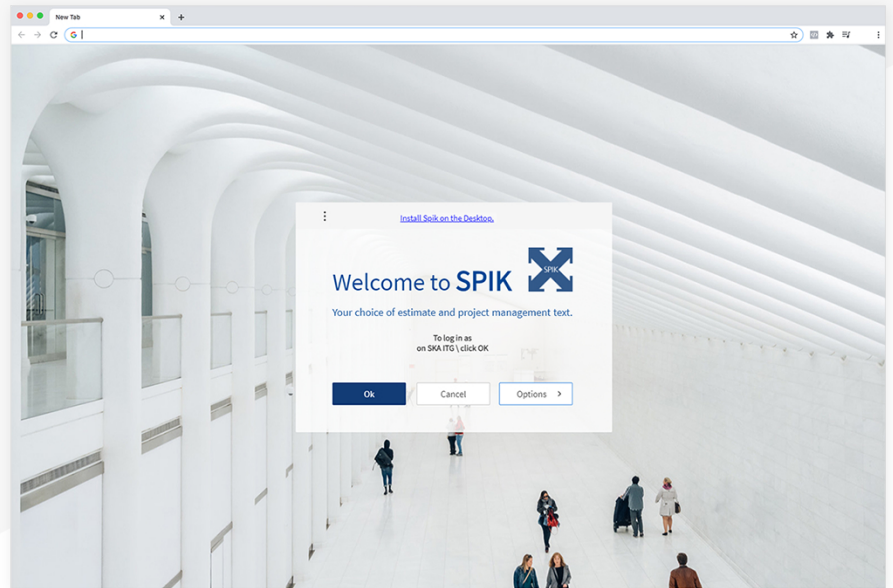 New Tab
Install Spik on the Desktop.
Welcome to SPIK
SPIK
Your choice of estimate and project management text.
To log in as
on SKA ITG \ click OK
Ok
Cancel
Options